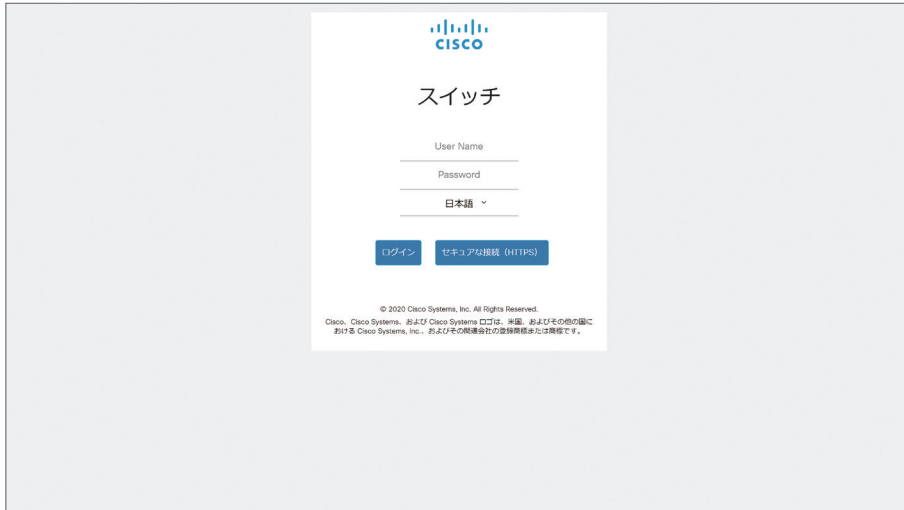 CISCO
スイッチ
User Name
Password
日本語
ログイン
セキュアな接続（HTTPS）
© 2020 Cisco Systems, Inc. All Rights Reserved.
Cisco、Cisco Systems、および Cisco Systems ロゴは、米国、およびその他の国に
おける Cisco Systems, Inc.、およびその関連会社の登録商標または商標です。